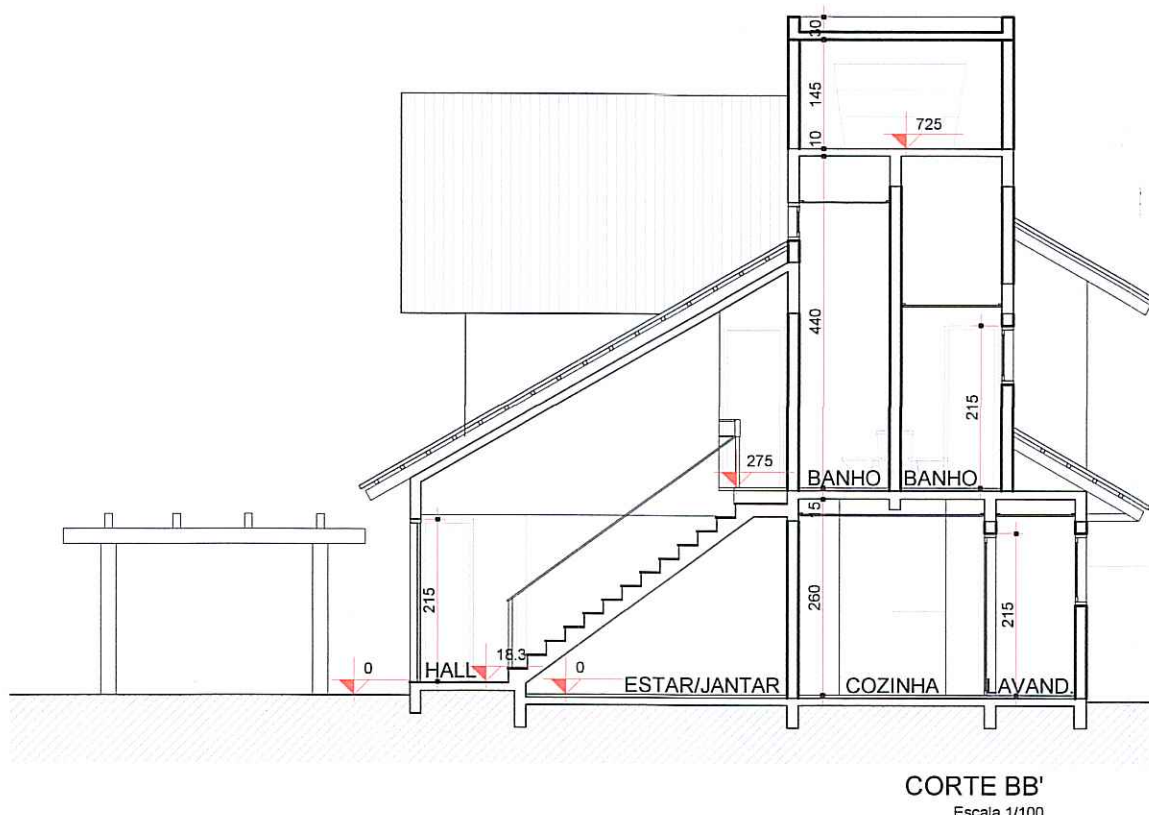 30
145
10
725
440
215
275
BANHO
BANHO
15
215
260
215
0
HALL
18.3
0
ESTAR/JANTAR
COZINHA
LAVAND.
CORTE BB'
Escala 1/100